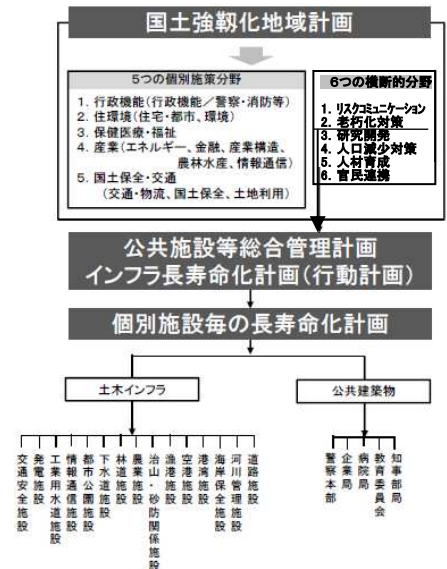 国土強靱化地域計画
5つの個別施策分野
1. 行政機能(行政機能/警察・消防等)
2. 住環境(住宅・都市、環境)
3. 保健医療・福祉
4. 産業(エネルギー、金融、産業構造、
農林水産、情報通信)
5. 国土保全・交通
(交通・物流、国土保全、土地利用)
6つの横断的分野
1. リスクコミュニケーション
2. 老朽化対策
3. 研究開発
4. 人口減少対策
5. 人材育成
6. 官民連携
公共施設等総合管理計画
インフラ長寿命化計画(行動計画)
個別施設毎の長寿命化計画
土木インフラ
公共建築物
交通安全施設
発電施設
工業用水道施設
情報通信施設
都市公園施設
下水道施設
林道施設
農業施設
治山・砂防関係施設
漁港施設
空港施設
港湾施設
海岸保全施設
河川管理施設
道路施設
警察本部
企業局
病院局
教育委員会
知事部局